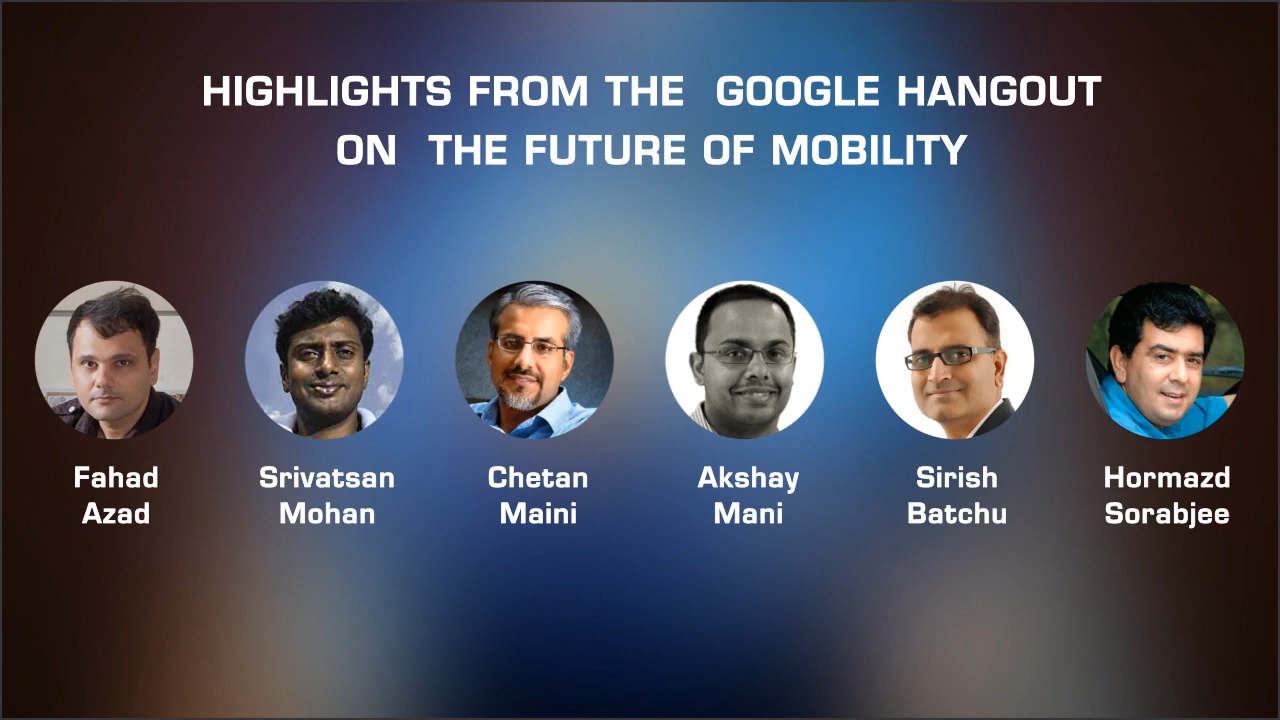 HIGHLIGHTS FROM THE  GOOGLE HANGOUT
ON  THE FUTURE OF MOBILITY
Fahad
Azad
Srivatsan
Mohan
Chetan
Maini
Akshay
Mani
Sirish
Batchu
Hormazd
Sorabjee